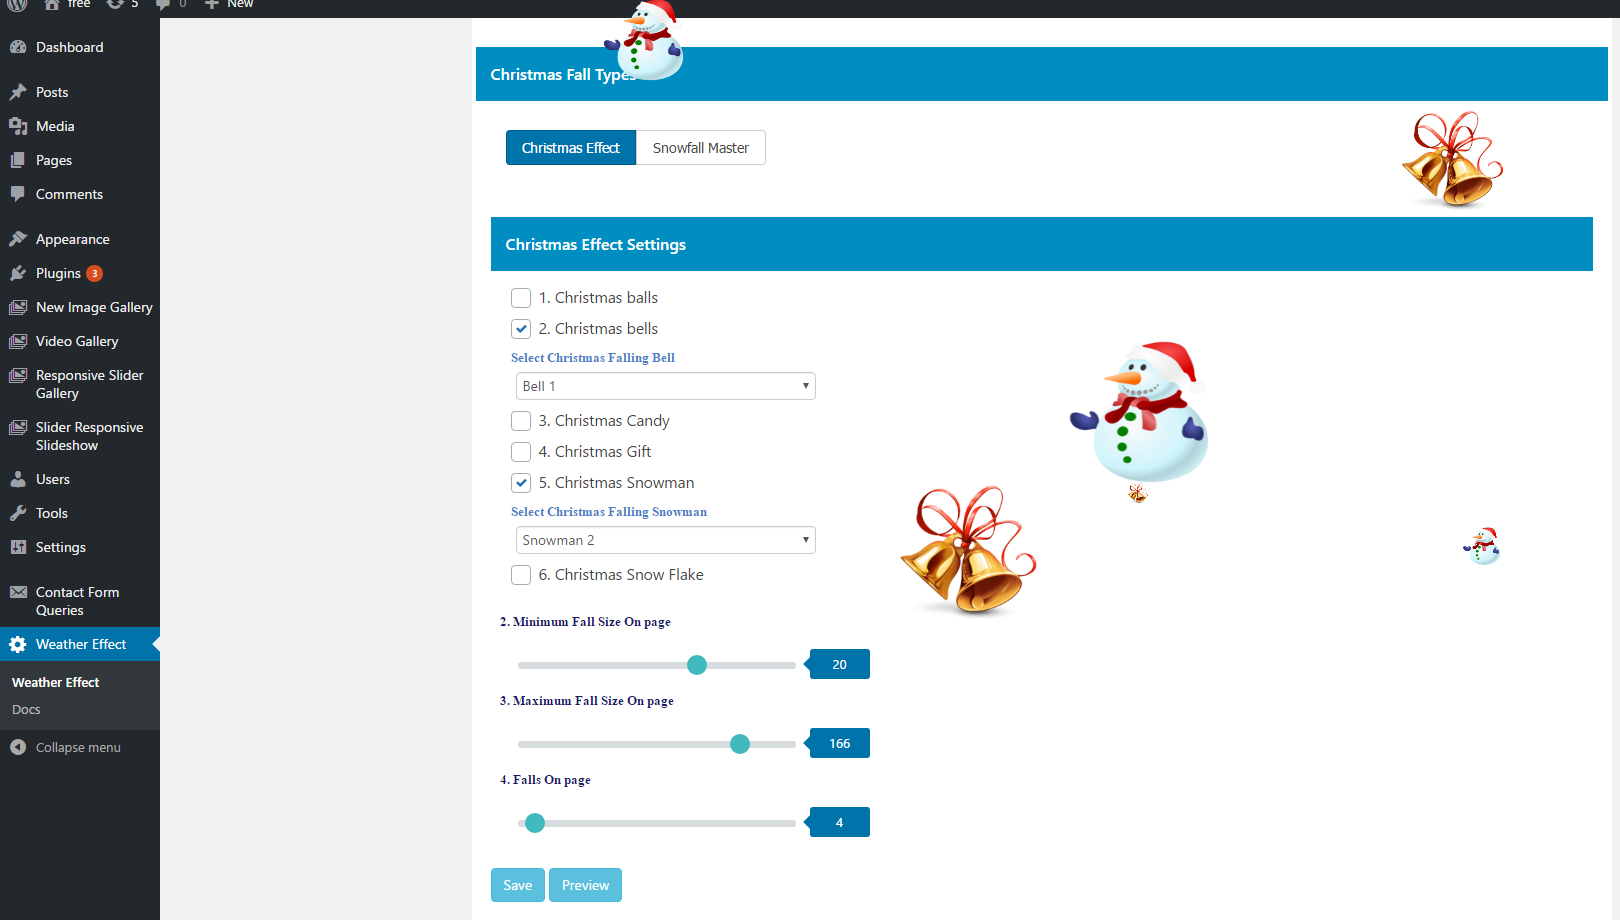 free 5 0 New
Dashboard
Posts
Media
Pages
Comments
Appearance
Plugins 3
New Image Gallery
Video Gallery
Responsive Slider
Gallery
Slider Responsive
Slideshow
Users
Tools
Settings
Contact Form
Queries
Weather Effect
Weather Effect
Docs
Collapse menu
Christmas Fall Types
Christmas Effect Snowfall Master
Christmas Effect Settings
1. Christmas balls
2. Christmas bells
Select Christmas Falling Bell
Bell 1
3. Christmas Candy
4. Christmas Gift
5. Christmas Snowman
Select Christmas Falling Snowman
Snowman 2
6. Christmas Snow Flake
2. Minimum Fall Size On page
20
3. Maximum Fall Size On page
166
4. Falls On page
4
Save Preview